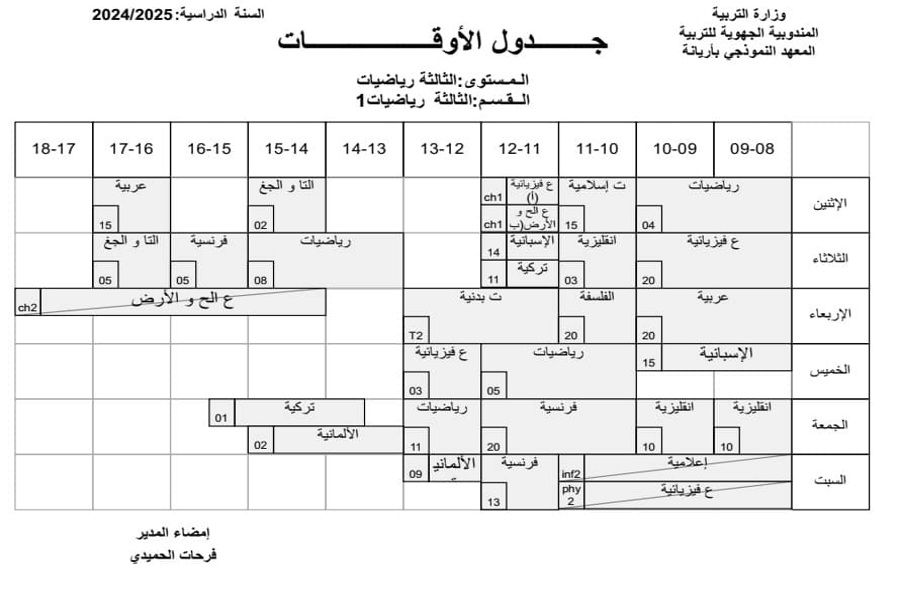 وزارة التربية
المندوبية الجهوية للتربية
المعهد النموذجي بأريانة
السنة الدراسية:2024/2025
جـــــدول الأوقـــــــــــات
الـمـستوى:الثالثة رياضيات
الـقـسـم:الثالثة رياضيات1
09-08 10-09 11-10 12-11 13-12 14-13 15-14 16-15 17-16 18-17
الإثنين
رياضيات 04
ت إسلامية 15
ع فيزيائية (أ) ch1
ع الح و الأرض(ب ch1
التا و الجغ 02
عربية 15
الثلاثاء
ع فيزيائية 20
انقليزية 03
الإسبانية 14
تركية 11
رياضيات 08
فرنسية 05
التا و الجغ 05
الإربعاء
عربية 20
الفلسفة 20
ت بدنية T2
ع الح و الأرض ch2
الخميس
الإسبانية 15
رياضيات 05
ع فيزيائية 03
الجمعة
انقليزية 10
انقليزية 10
فرنسية 20
رياضيات 11
تركية 01
الألمانية 02
السبت
إعلامية inf2
ع فيزيائية phy 2
فرنسية 13
الألماني 09
إمضاء المدير
فرحات الحميدي